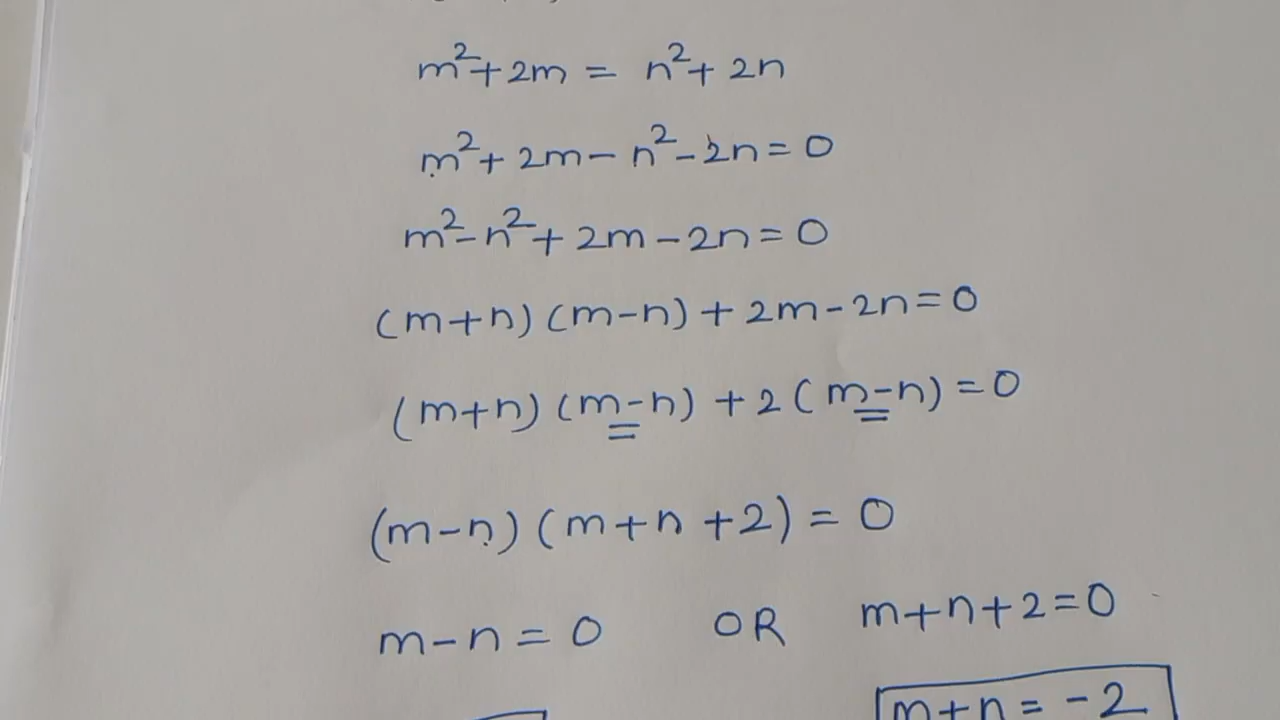 m²+2m = n²+2n
m²+2m-n²-2n=0
m²-n²+2m-2n=0
(m+n)(m-n)+2m-2n=0
(m+n)(m-n)+2(m-n)=0
(m-n)(m+n+2)=0
m-n=0 OR m+n+2=0
m+n=-2